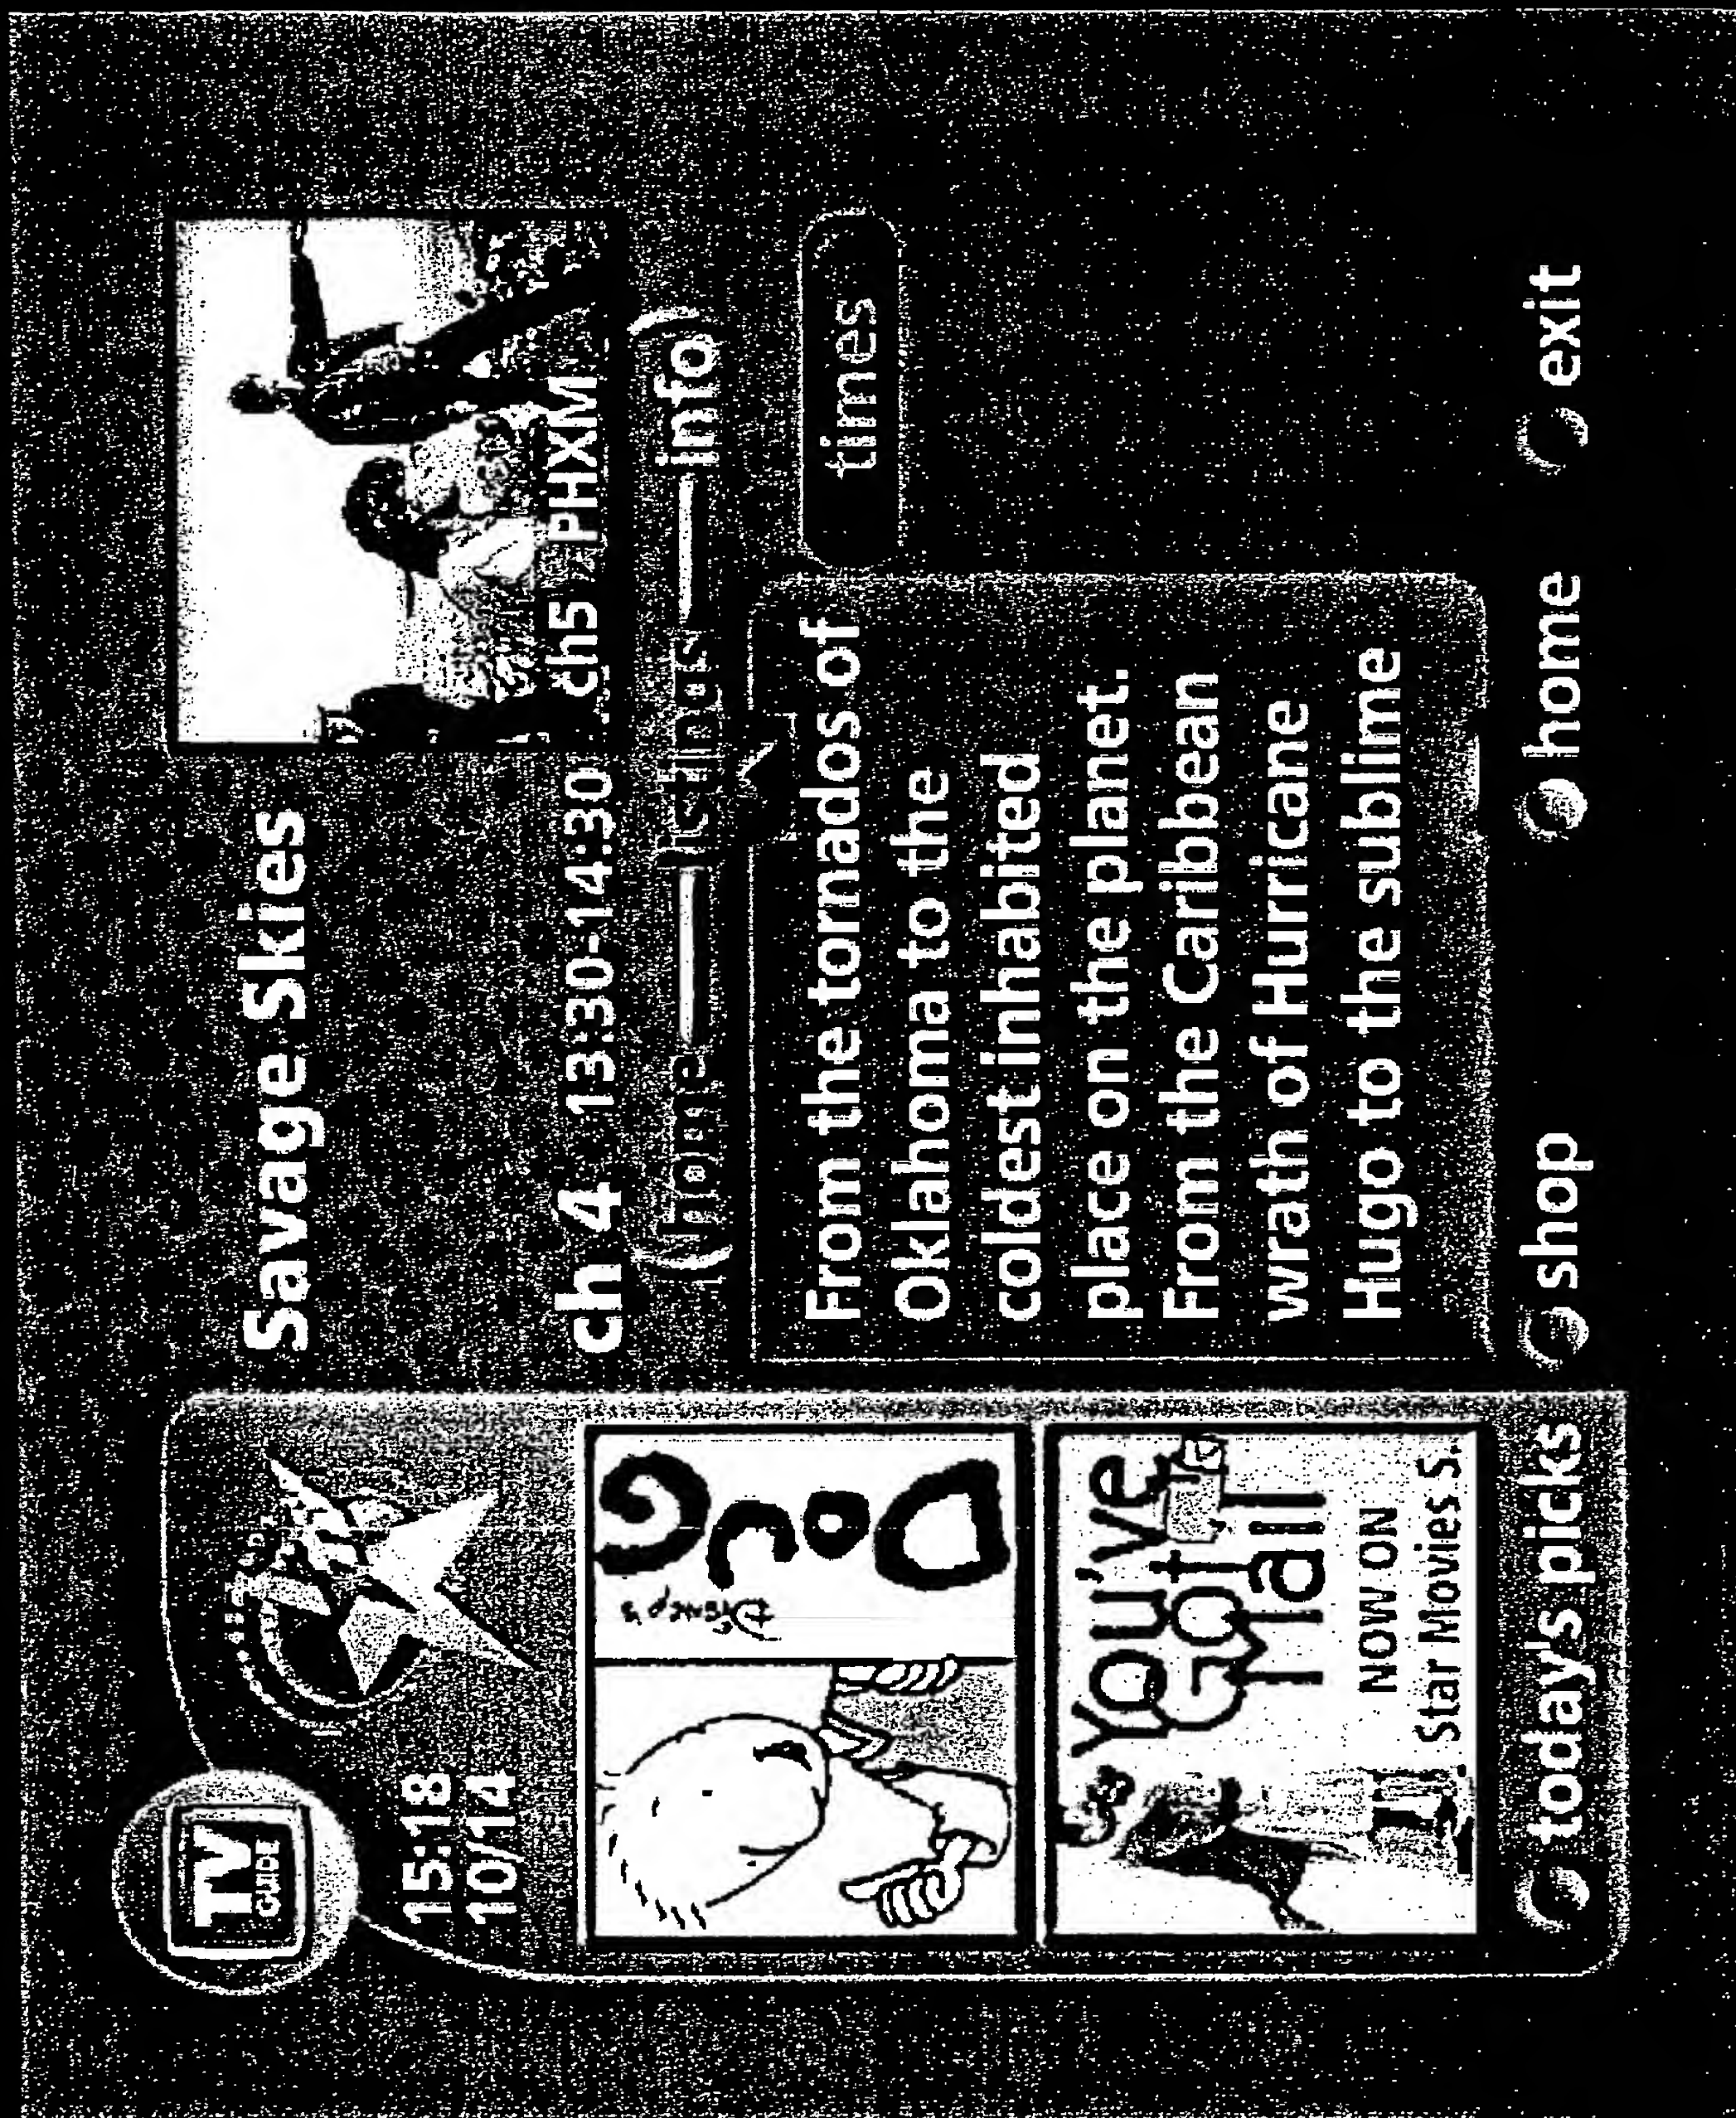 TV
GUIDE
15:18
10/14
Disney's
Doug
You've
Got
Mail
NOW ON
Star Movies S.
today's picks
Savage Skies
ch 4 13:30-14:30
ch5 PHXM
home listings info
times
From the tornados of
Oklahoma to the
coldest inhabited
place on the planet.
From the Caribbean
wrath of Hurricane
Hugo to the sublime
shop home exit